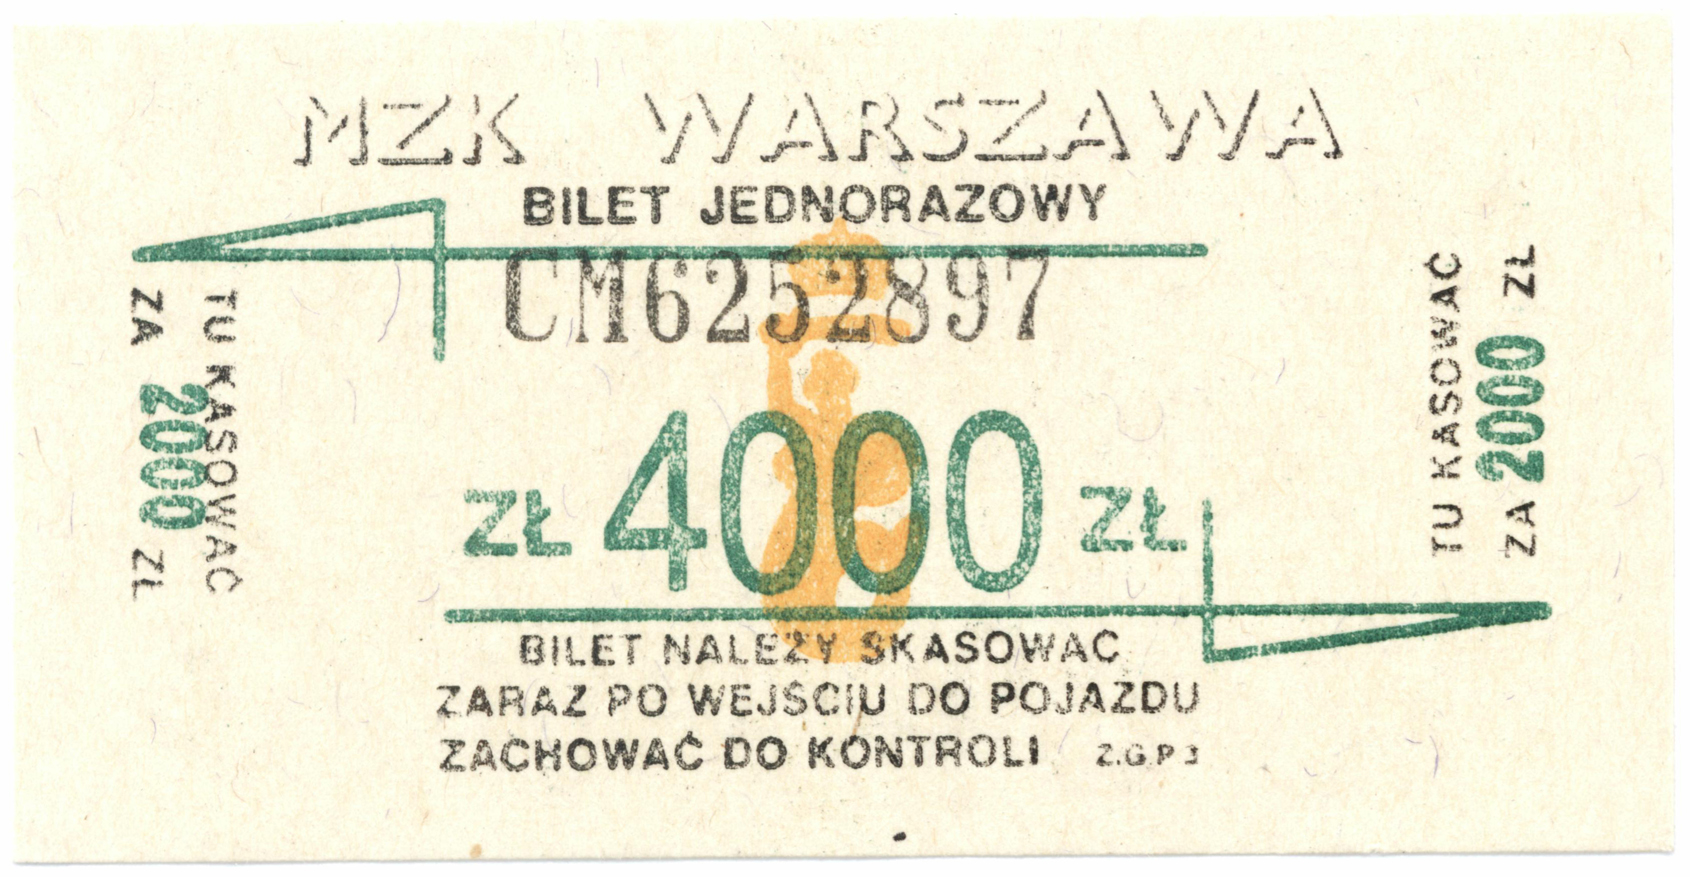 MZK WARSZAWA
BILET JEDNORAZOWY
CM6252897
TU KASOWAĆ
ZA 2000 ZŁ
ZŁ 4000 ZŁ
TU KASOWAĆ
ZA 2000 ZŁ
BILET NALEŻY SKASOWAĆ
ZARAZ PO WEJŚCIU DO POJAZDU
ZACHOWAĆ DO KONTROLI Z.G.P 3